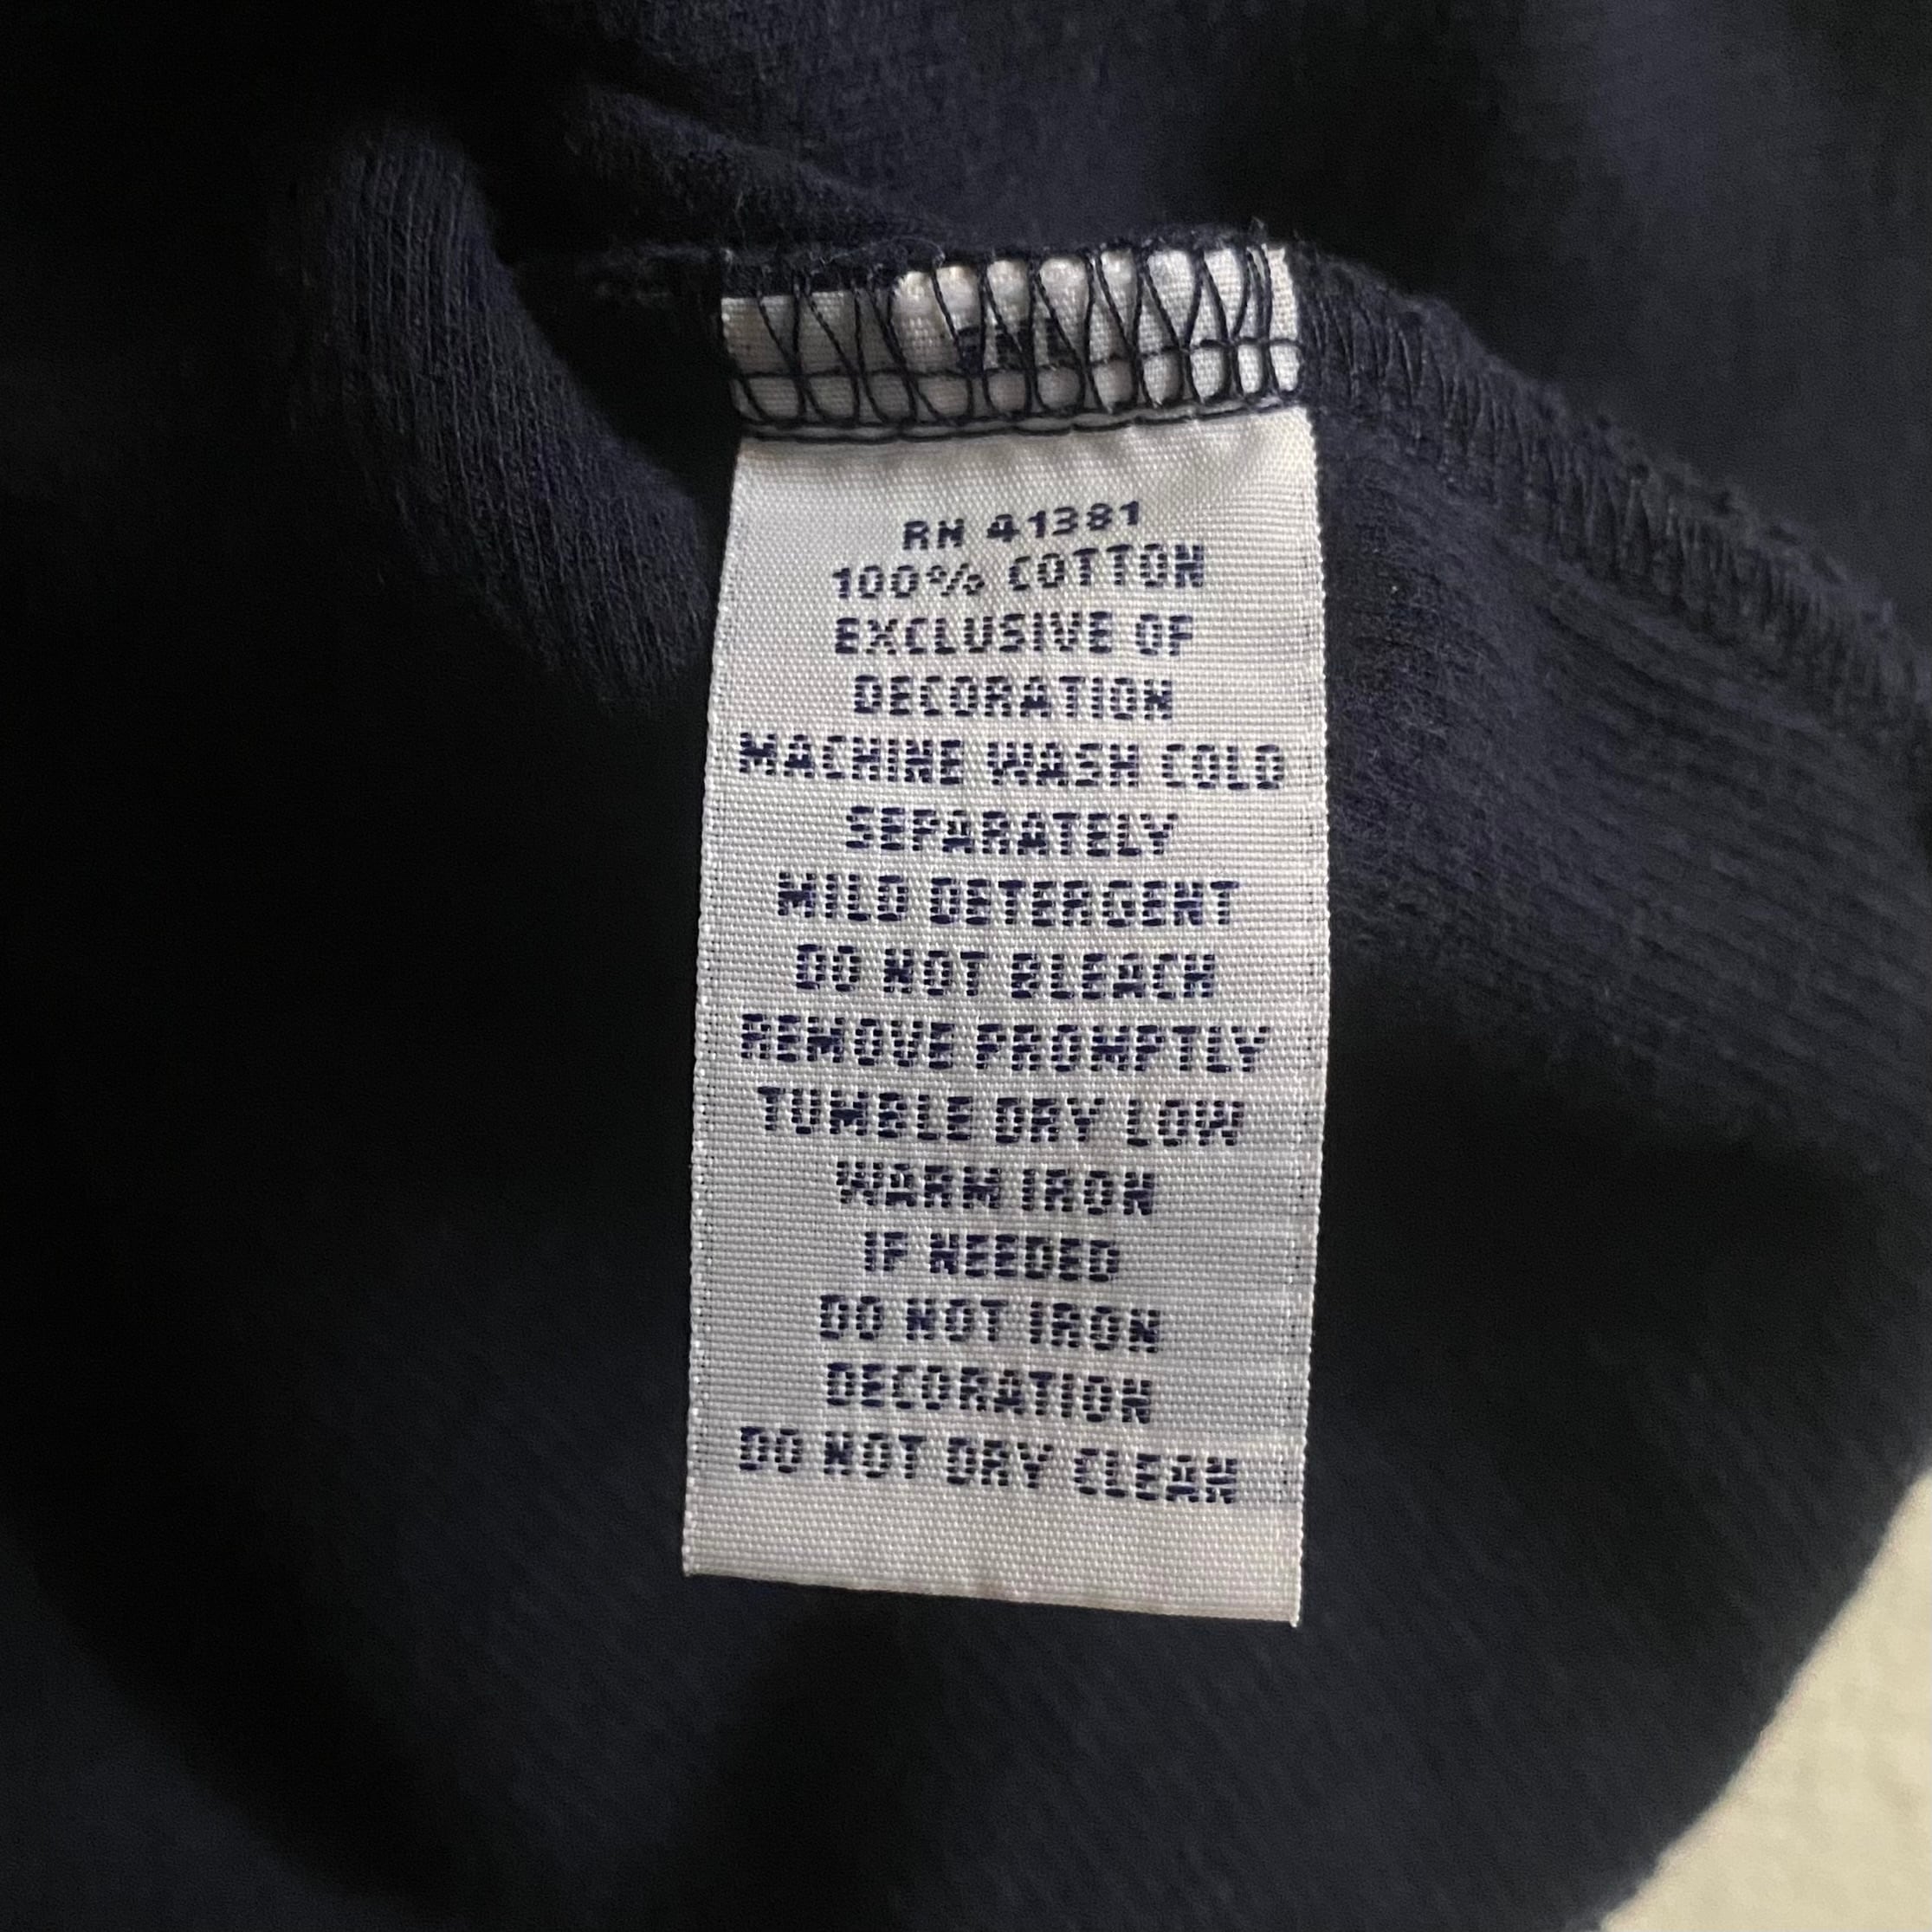 RN 41381
100% COTTON
EXCLUSIVE OF
DECORATION
MACHINE WASH COLD
SEPARATELY
MILD DETERGENT
DO NOT BLEACH
REMOVE PROMPTLY
TUMBLE DRY LOW
WARM IRON
IF NEEDED
DO NOT IRON
DECORATION
DO NOT DRY CLEAN